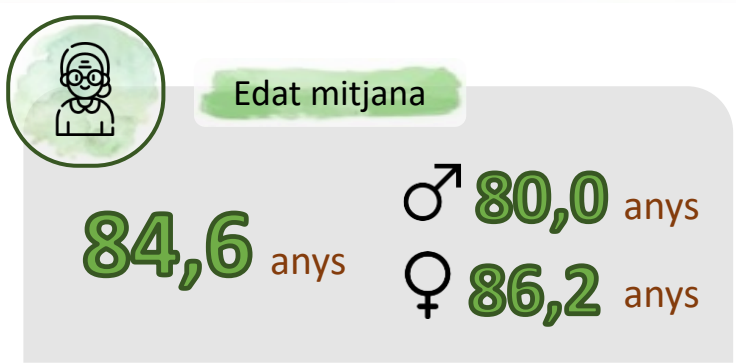 Edat mitjana
84,6 anys
♂ 80,0 anys
♀ 86,2 anys